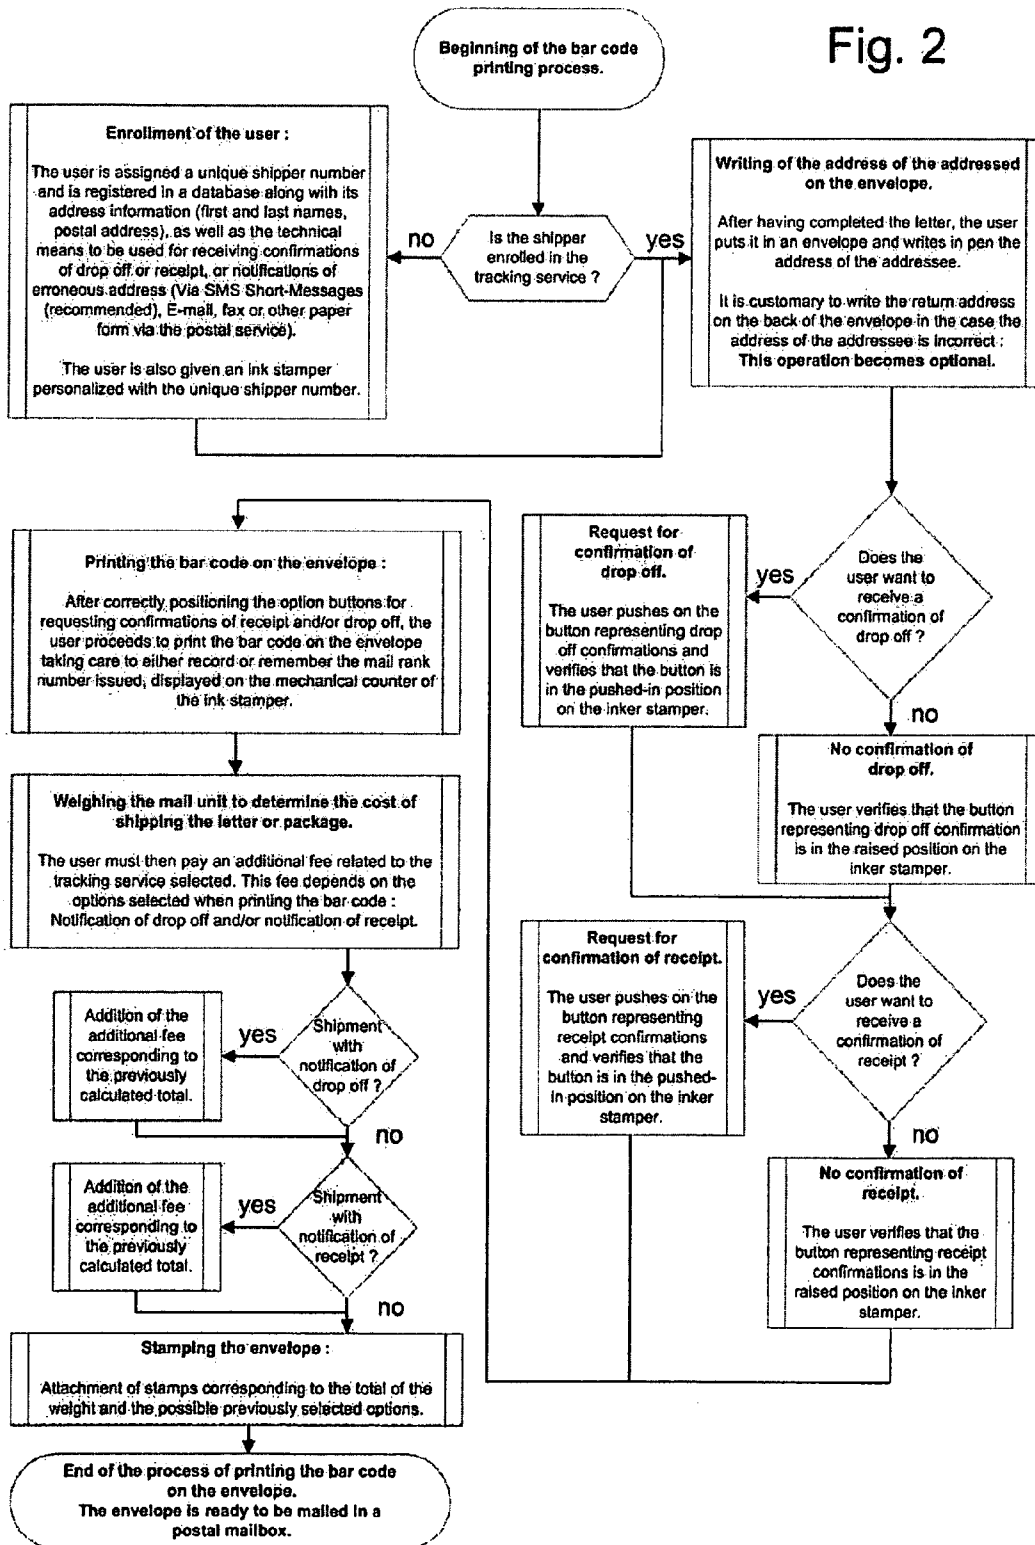 Fig. 2
Beginning of the bar code
printing process.
Enrollment of the user :
The user is assigned a unique shipper number
and is registered in a database along with its
address information (first and last names,
postal address), as well as the technical
means to be used for receiving confirmations
of drop off or receipt, or notifications of
erroneous address (Via SMS Short-Messages
(recommended), E-mail, fax or other paper
form via the postal service).
The user is also given an ink stamper
personalized with the unique shipper number.
no
Is the shipper
enrolled in the
tracking service ?
yes
Writing of the address of the addressed
on the envelope.
After having completed the letter, the user
puts it in an envelope and writes in pen the
address of the addressee.
It is customary to write the return address
on the back of the envelope in the case the
address of the addressee is incorrect :
This operation becomes optional.
Does the
user want to
receive a
confirmation of
drop off ?
yes
Request for
confirmation of
drop off.
The user pushes on the
button representing drop
off confirmations and
verifies that the button is
in the pushed-in position
on the inker stamper.
no
No confirmation of
drop off.
The user verifies that the button
representing drop off confirmation
is in the raised position on the
inker stamper.
Does the
user want to
receive a
confirmation of
receipt ?
yes
Request for
confirmation of receipt.
The user pushes on the
button representing
receipt confirmations
and verifies that the
button is in the pushed-
in position on the inker
stamper.
no
No confirmation of
receipt.
The user verifies that the
button representing receipt
confirmations is in the
raised position on the inker
stamper.
Printing the bar code on the envelope :
After correctly positioning the option buttons for
requesting confirmations of receipt and/or drop off, the
user proceeds to print the bar code on the envelope
taking care to either record or remember the mail rank
number issued, displayed on the mechanical counter of
the ink stamper.
Weighing the mail unit to determine the cost of
shipping the letter or package.
The user must then pay an additional fee related to the
tracking service selected. This fee depends on the
options selected when printing the bar code :
Notification of drop off and/or notification of receipt.
Shipment
with
notification of
drop off ?
yes
Addition of the
additional fee
corresponding to
the previously
calculated total.
no
Shipment
with
notification of
receipt ?
yes
Addition of the
additional fee
corresponding to
the previously
calculated total.
no
Stamping the envelope :
Attachment of stamps corresponding to the total of the
weight and the possible previously selected options.
End of the process of printing the bar code
on the envelope.
The envelope is ready to be mailed in a
postal mailbox.